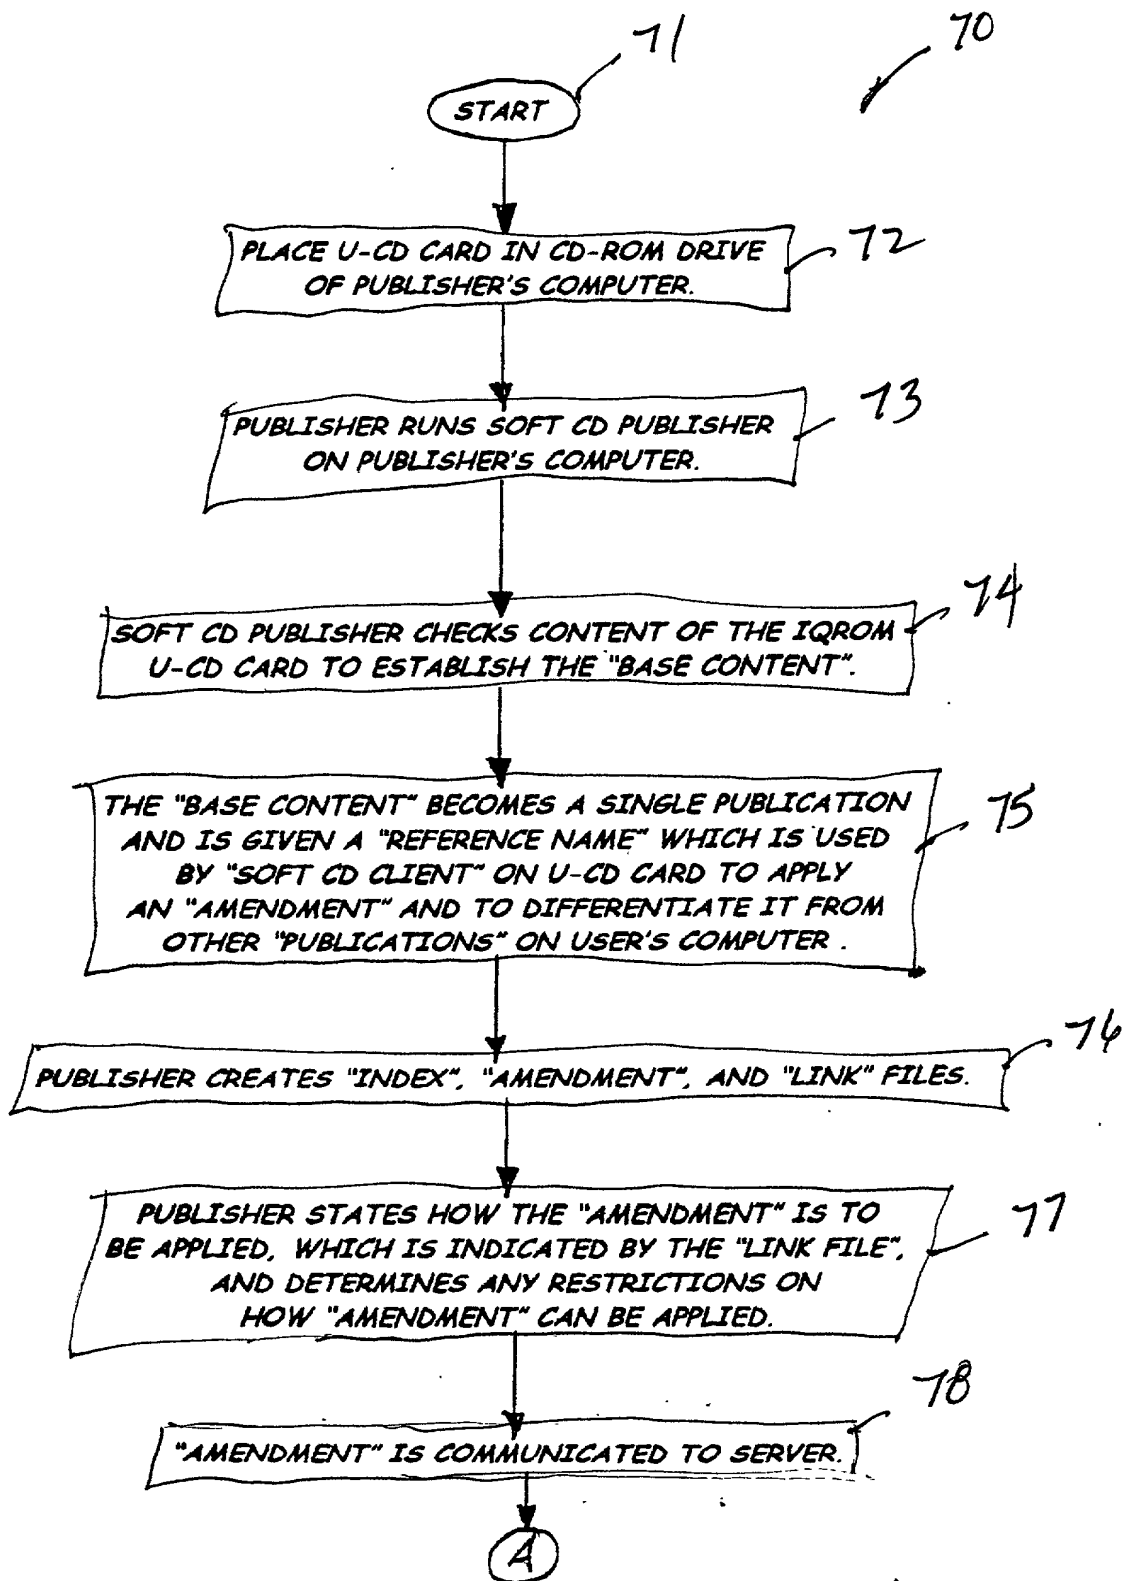 71
70
START
PLACE U-CD CARD IN CD-ROM DRIVE
OF PUBLISHER'S COMPUTER.
72
PUBLISHER RUNS SOFT CD PUBLISHER
ON PUBLISHER'S COMPUTER.
73
SOFT CD PUBLISHER CHECKS CONTENT OF THE IQROM
U-CD CARD TO ESTABLISH THE "BASE CONTENT".
74
THE "BASE CONTENT" BECOMES A SINGLE PUBLICATION
AND IS GIVEN A "REFERENCE NAME" WHICH IS USED
BY "SOFT CD CLIENT" ON U-CD CARD TO APPLY
AN "AMENDMENT" AND TO DIFFERENTIATE IT FROM
OTHER "PUBLICATIONS" ON USER'S COMPUTER.
75
PUBLISHER CREATES "INDEX", "AMENDMENT", AND "LINK" FILES.
76
PUBLISHER STATES HOW THE "AMENDMENT" IS TO
BE APPLIED, WHICH IS INDICATED BY THE "LINK FILE",
AND DETERMINES ANY RESTRICTIONS ON
HOW "AMENDMENT" CAN BE APPLIED.
77
"AMENDMENT" IS COMMUNICATED TO SERVER.
78
A